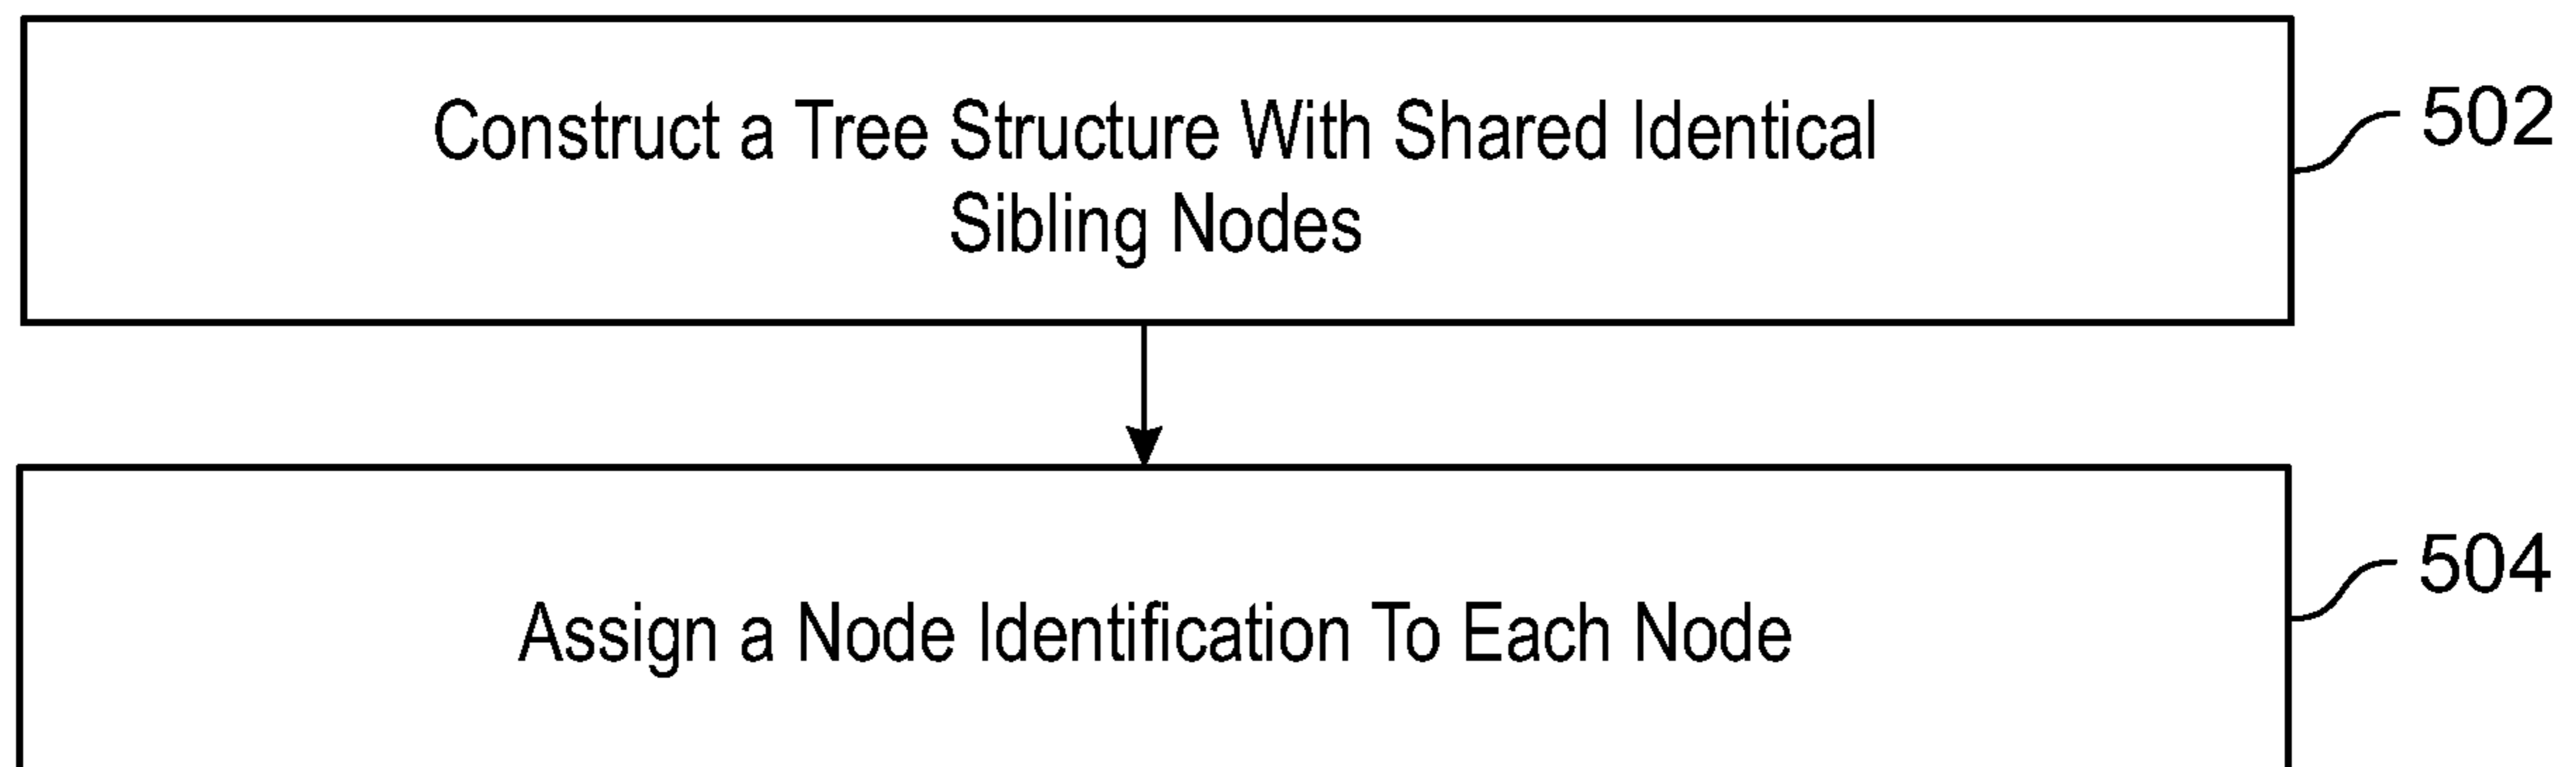 Construct a Tree Structure With Shared Identical
Sibling Nodes
502
Assign a Node Identification To Each Node
504